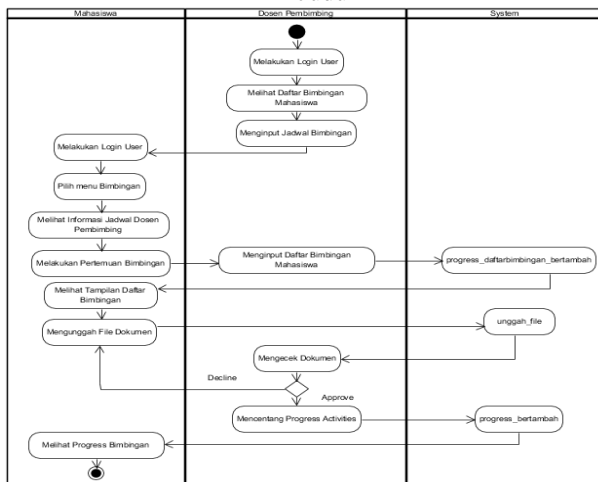 Mahasiswa
Dosen Pembimbing
System
Melakukan Login User
Melihat Daftar Bimbingan
Mahasiswa
Menginput Jadwal Bimbingan
Melakukan Login User
Pilih menu Bimbingan
Melihat Informasi Jadwal Dosen
Pembimbing
Melakukan Pertemuan Bimbingan
Menginput Daftar Bimbingan
Mahasiswa
progress_daftarbimbingan_bertambah
Melihat Tampilan Daftar
Bimbingan
Mengunggah File Dokumen
unggah_file
Mengecek Dokumen
Decline
Approve
Mencentang Progress Activities
progress_bertambah
Melihat Progress Bimbingan